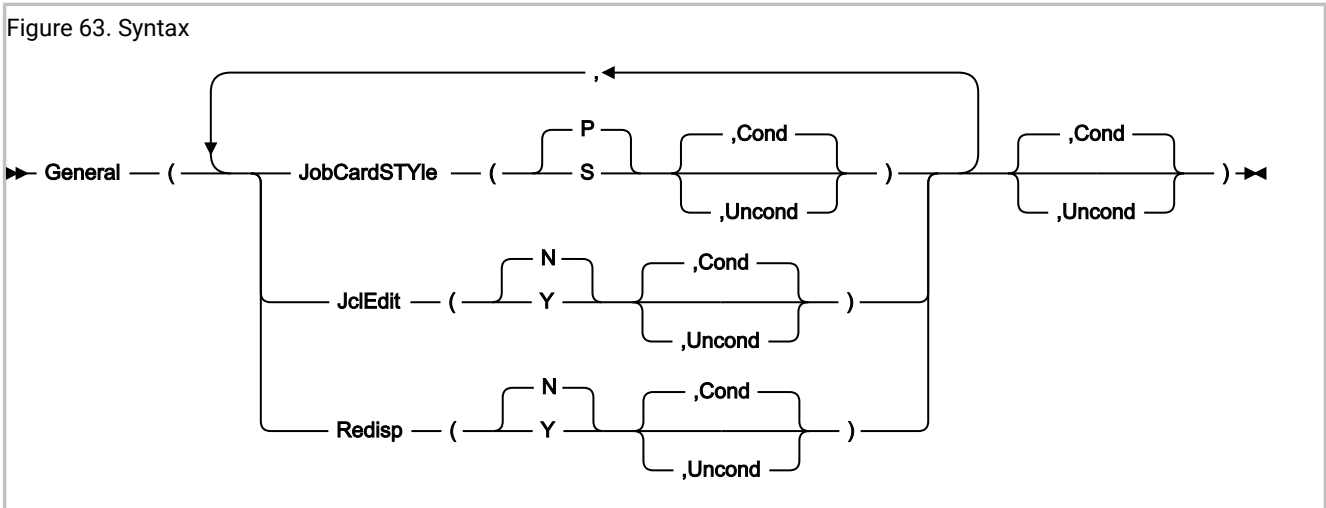 Figure 63. Syntax
,
P ,Cond ,Cond
General ( JobCardSTYle ( S ) )
,Uncond ,Uncond
N ,Cond
JclEdit ( Y )
,Uncond
N ,Cond
Redisp ( Y )
,Uncond